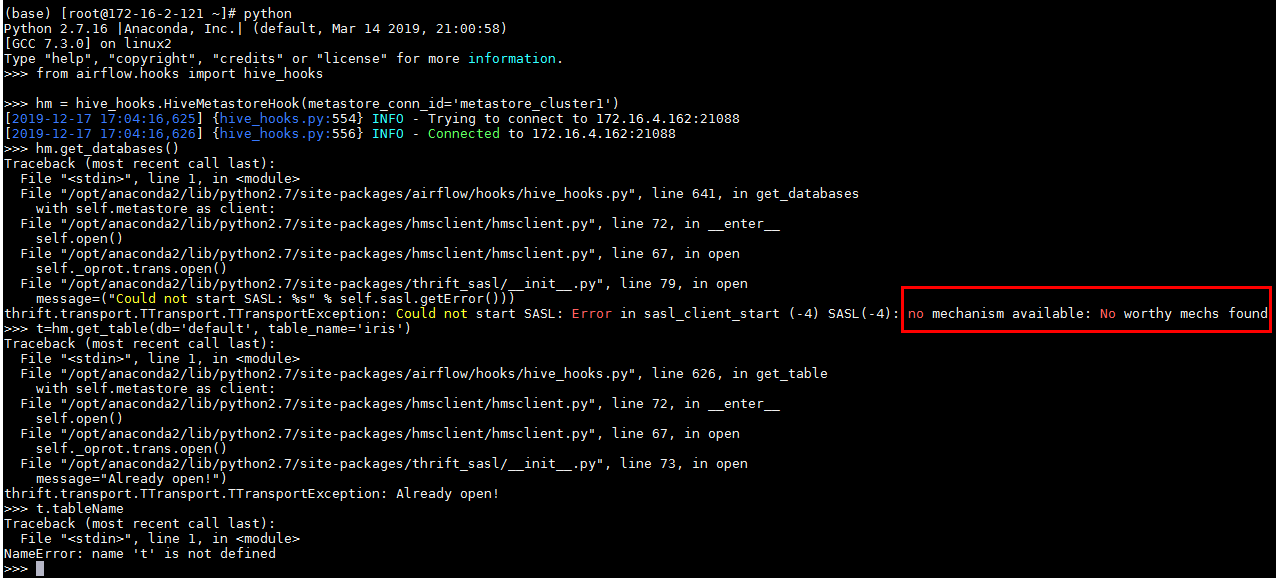 (base) [root@172-16-2-121 ~]# python
Python 2.7.16 |Anaconda, Inc.| (default, Mar 14 2019, 21:00:58)
[GCC 7.3.0] on linux2
Type "help", "copyright", "credits" or "license" for more information.
>>> from airflow.hooks import hive_hooks
>>> hm = hive_hooks.HiveMetastoreHook(metastore_conn_id='metastore_cluster1')
[2019-12-17 17:04:16,625] {hive_hooks.py:554} INFO - Trying to connect to 172.16.4.162:21088
[2019-12-17 17:04:16,626] {hive_hooks.py:556} INFO - Connected to 172.16.4.162:21088
>>> hm.get_databases()
Traceback (most recent call last):
  File "<stdin>", line 1, in <module>
  File "/opt/anaconda2/lib/python2.7/site-packages/airflow/hooks/hive_hooks.py", line 641, in get_databases
    with self.metastore as client:
  File "/opt/anaconda2/lib/python2.7/site-packages/hmsclient/hmsclient.py", line 72, in __enter__
    self.open()
  File "/opt/anaconda2/lib/python2.7/site-packages/hmsclient/hmsclient.py", line 67, in open
    self._oprot.trans.open()
  File "/opt/anaconda2/lib/python2.7/site-packages/thrift_sasl/__init__.py", line 79, in open
    message=("Could not start SASL: %s" % self.sasl.getError()))
thrift.transport.TTransport.TTransportException: Could not start SASL: Error in sasl_client_start (-4) SASL(-4): no mechanism available: No worthy mechs found
>>> t=hm.get_table(db='default', table_name='iris')
Traceback (most recent call last):
  File "<stdin>", line 1, in <module>
  File "/opt/anaconda2/lib/python2.7/site-packages/airflow/hooks/hive_hooks.py", line 626, in get_table
    with self.metastore as client:
  File "/opt/anaconda2/lib/python2.7/site-packages/hmsclient/hmsclient.py", line 72, in __enter__
    self.open()
  File "/opt/anaconda2/lib/python2.7/site-packages/hmsclient/hmsclient.py", line 67, in open
    self._oprot.trans.open()
  File "/opt/anaconda2/lib/python2.7/site-packages/thrift_sasl/__init__.py", line 73, in open
    message="Already open!")
thrift.transport.TTransport.TTransportException: Already open!
>>> t.tableName
Traceback (most recent call last):
  File "<stdin>", line 1, in <module>
NameError: name 't' is not defined
>>>